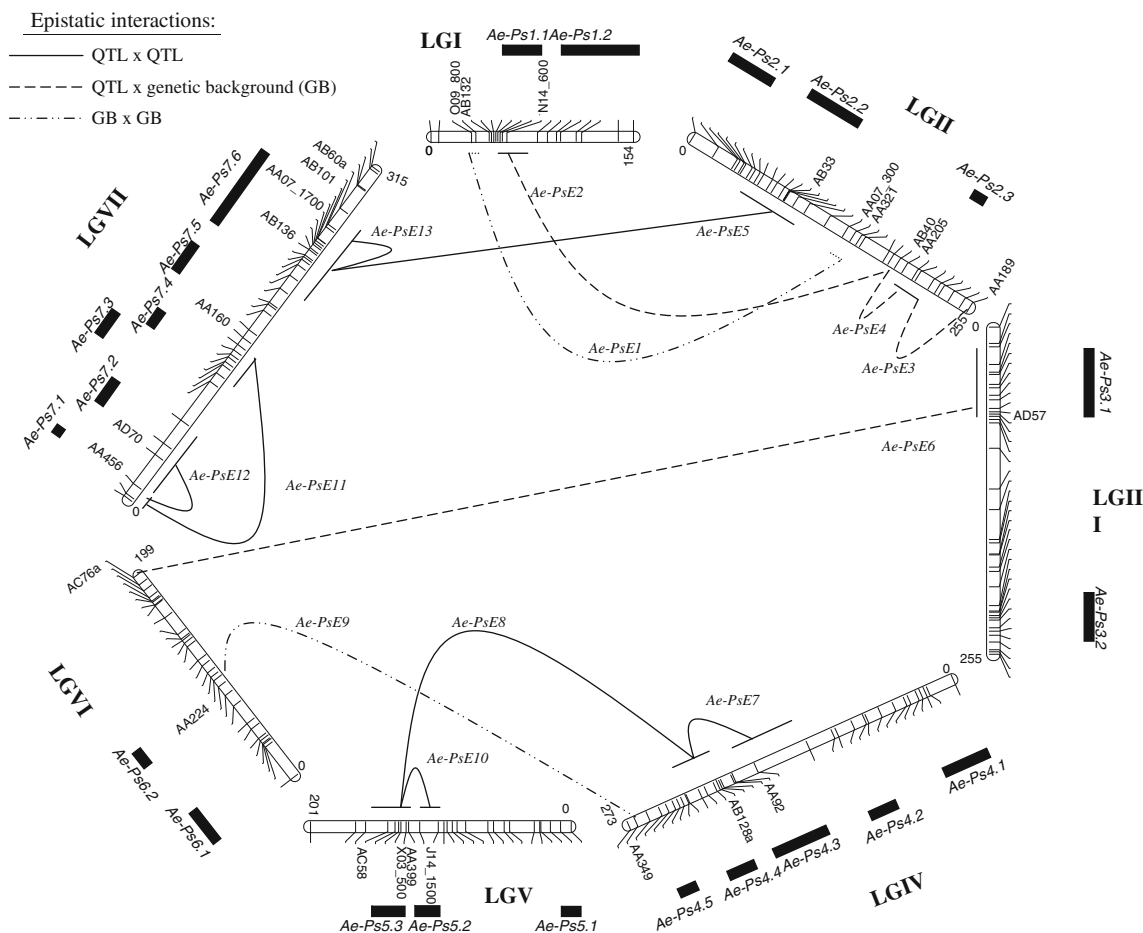 Epistatic interactions:
QTL x QTL
QTL x genetic background (GB)
GB x GB
LGI
Ae-Ps1.1
Ae-Ps1.2
O09_800
AB132
N14_600
0
154
Ae-PsE2
Ae-PsE1
LGII
Ae-Ps2.1
Ae-Ps2.2
Ae-Ps2.3
0
AB33
AA07_300
AA321
AB40
AA205
AA189
255
Ae-PsE5
Ae-PsE4
Ae-PsE3
LGII
I
0
AD57
255
Ae-Ps3.1
Ae-Ps3.2
Ae-PsE6
LGIV
0
AA92
AB128a
AA349
273
Ae-Ps4.1
Ae-Ps4.2
Ae-Ps4.3
Ae-Ps4.4
Ae-Ps4.5
Ae-PsE7
Ae-PsE8
LGV
201
0
AC58
X03_500
AA399
J14_1500
Ae-Ps5.3
Ae-Ps5.2
Ae-Ps5.1
Ae-PsE10
Ae-PsE9
LGVI
199
AC76a
AA224
0
Ae-Ps6.2
Ae-Ps6.1
LGVII
315
AB60a
AB101
AA07_1700
AB136
AA160
AD70
AA456
0
Ae-Ps7.6
Ae-Ps7.5
Ae-Ps7.4
Ae-Ps7.3
Ae-Ps7.2
Ae-Ps7.1
Ae-PsE13
Ae-PsE12
Ae-PsE11